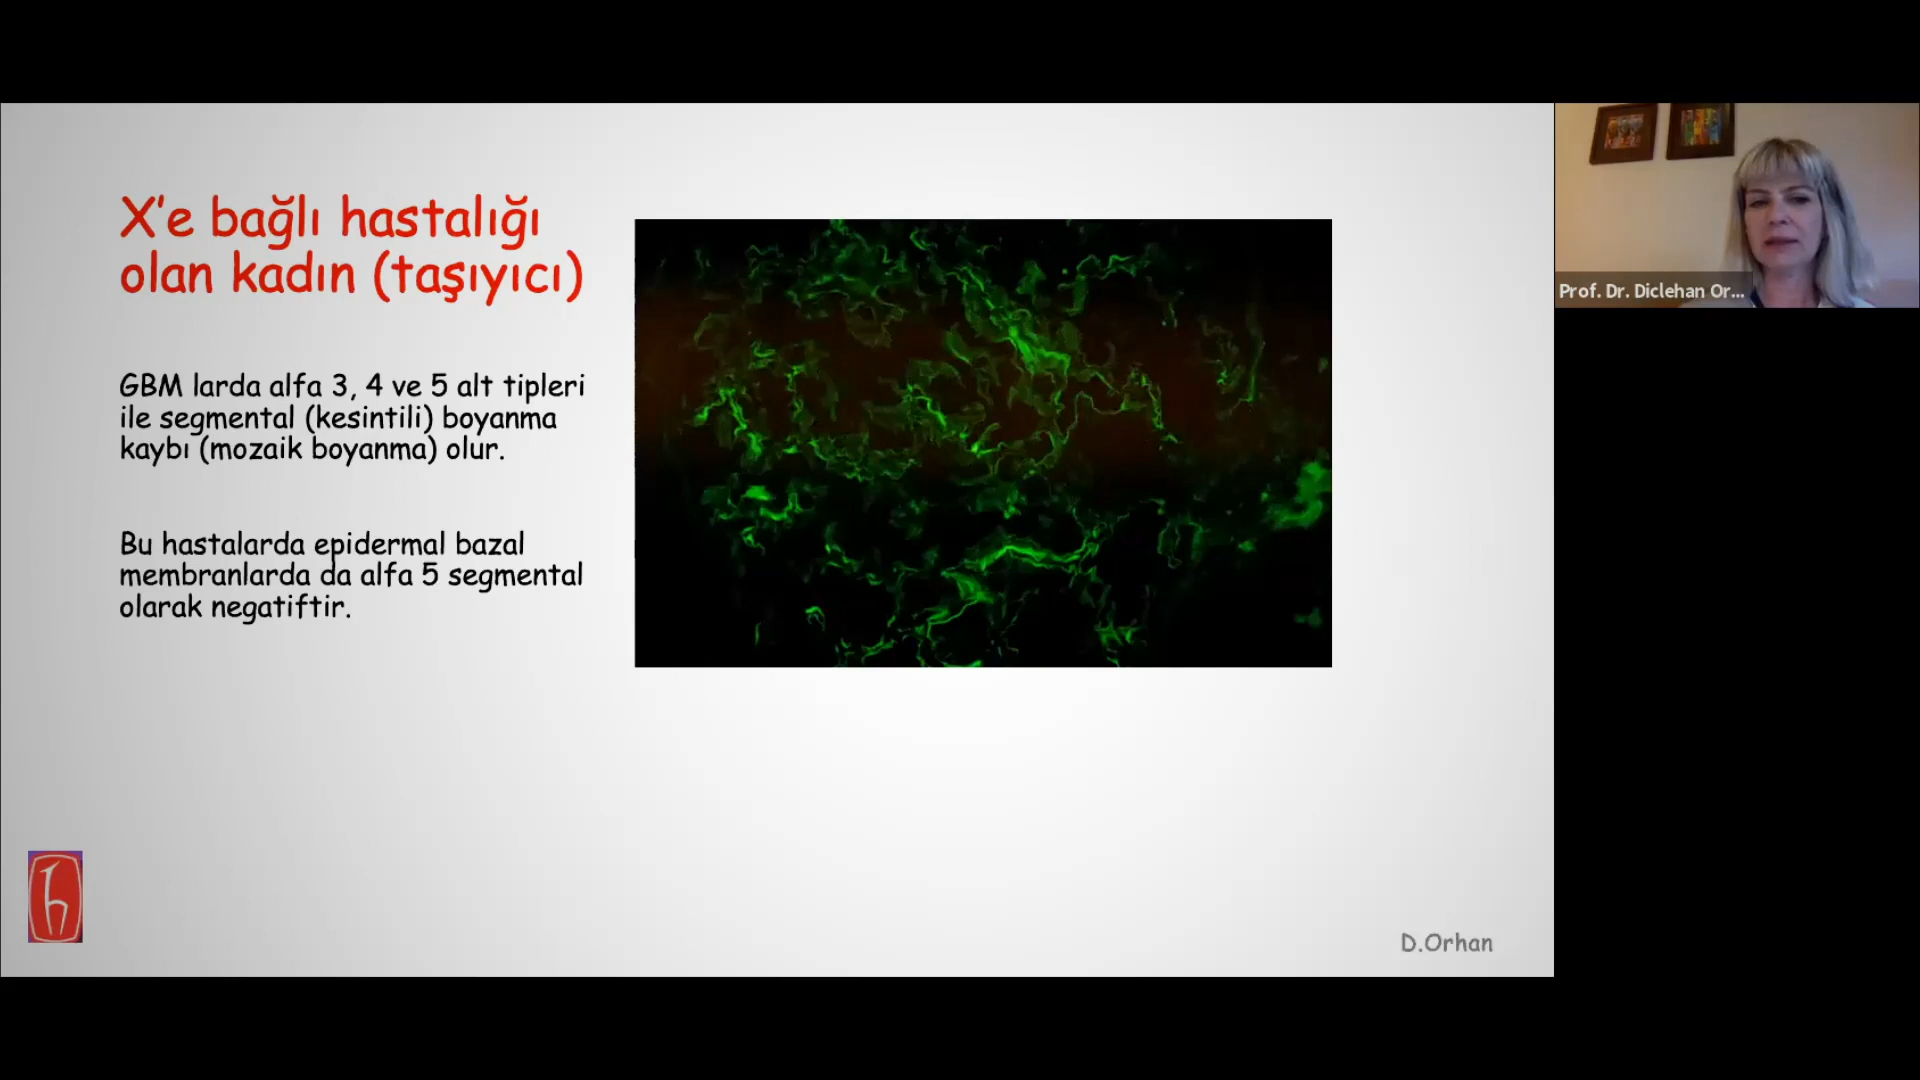 X'e bağlı hastalığı
olan kadın (taşıyıcı)
GBM larda alfa 3, 4 ve 5 alt tipleri
ile segmental (kesintili) boyanma
kaybı (mozaik boyanma) olur.
Bu hastalarda epidermal bazal
membranlarda da alfa 5 segmental
olarak negatiftir.
D.Orhan
Prof. Dr. Diclehan Or...